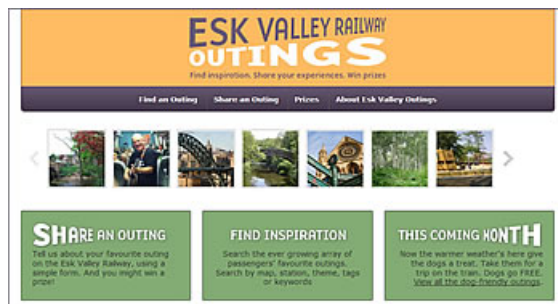 ESK VALLEY RAILWAY
OUTINGS
Find inspiration. Share your experiences. Win prizes
Find an Outing Share an Outing Prizes About Esk Valley Outings
SHARE AN OUTING
Tell us about your favourite outing
on the Esk Valley Railway, using a
simple form. And you might win a
prize!
FIND INSPIRATION
Search the ever growing array of
passengers' favourite outings.
Search by map, station, theme, tags
or keywords
THIS COMING MONTH
Now the warmer weather's here give
the dogs a treat. Take them for a
trip on the train. Dogs go FREE.
View all the dog-friendly outings.